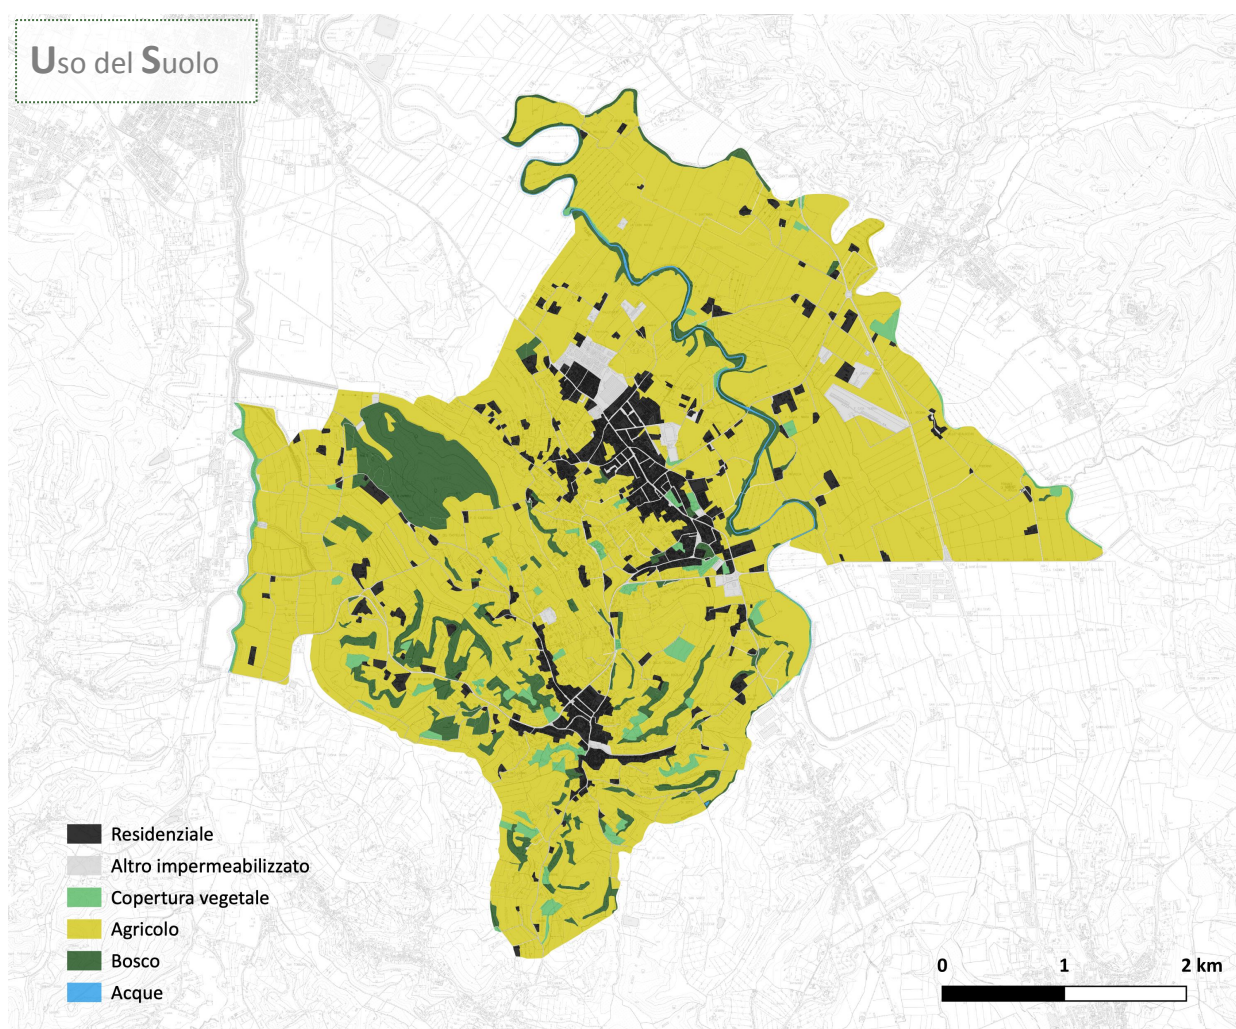 Uso del Suolo
Residenziale
Altro impermeabilizzato
Copertura vegetale
Agricolo
Bosco
Acque
0 1 2 km